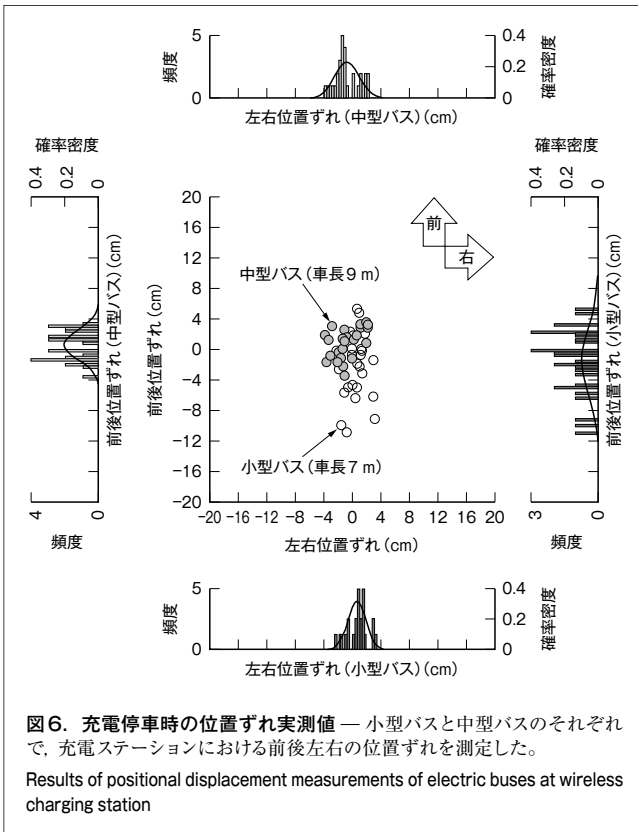 5
0
頻度
0.4
0.2
0
確率密度
-20 -16 -12 -8 -4 0 4 8 12 16 20
左右位置ずれ（中型バス）（cm）
確率密度
0.4
0.2
0
前後位置ずれ（中型バス）（cm）
4
0
頻度
20
16
12
8
4
0
-4
-8
-12
-16
-20
前後位置ずれ（cm）
前
右
中型バス（車長9 m）
小型バス（車長7 m）
-20 -16 -12 -8 -4 0 4 8 12 16 20
左右位置ずれ（cm）
確率密度
0.4
0.2
0
前後位置ずれ（小型バス）（cm）
3
0
頻度
5
0
頻度
0.4
0.2
0
確率密度
左右位置ずれ（小型バス）（cm）
図6．充電停車時の位置ずれ実測値 — 小型バスと中型バスのそれぞれ
で，充電ステーションにおける前後左右の位置ずれを測定した。
Results of positional displacement measurements of electric buses at wireless
charging station